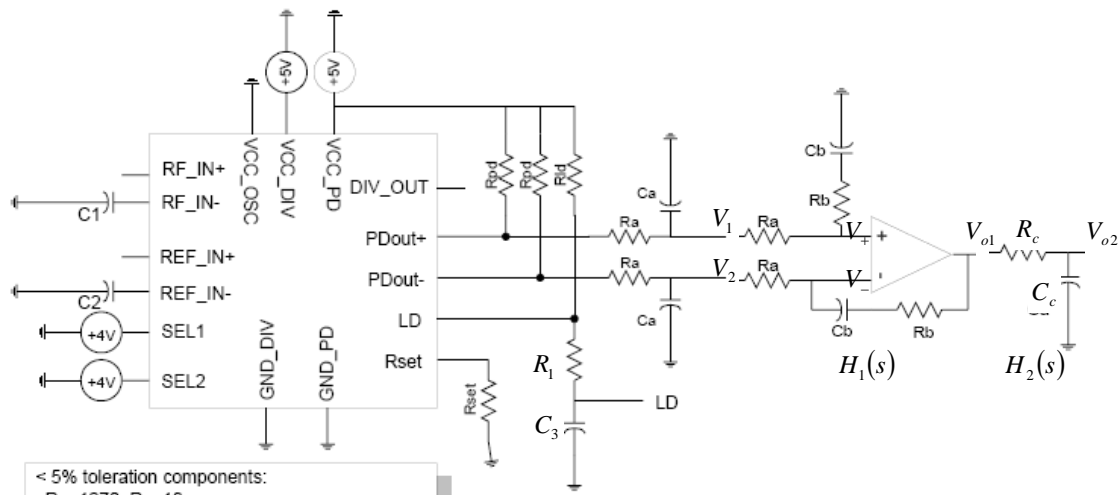 +5V
+5V
VCC_OSC
VCC_DIV
VCC_PD
RF_IN+
RF_IN-
C1
REF_IN+
REF_IN-
C2
+4V
SEL1
+4V
SEL2
GND_DIV
GND_PD
DIV_OUT
PDout+
PDout-
LD
Rset
Rpd
Rpd
Rld
Ra
Ca
Ra
Ca
V1
Ra
V2
Ra
Cb
Rb
V+
V-
+
-
Cb
Rb
Vo1
Rc
Vo2
Cc
H1(s)
H2(s)
R1
LD
C3
Rset
< 5% toleration components: